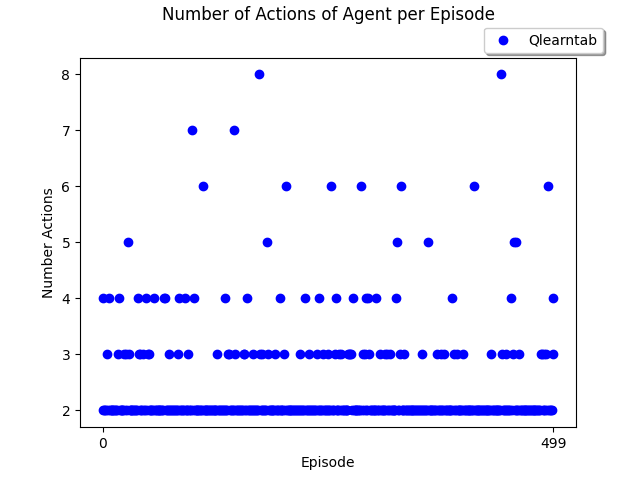 Number of Actions of Agent per Episode
Qlearntab
8
7
6
5
4
3
2
Number Actions
0
499
Episode